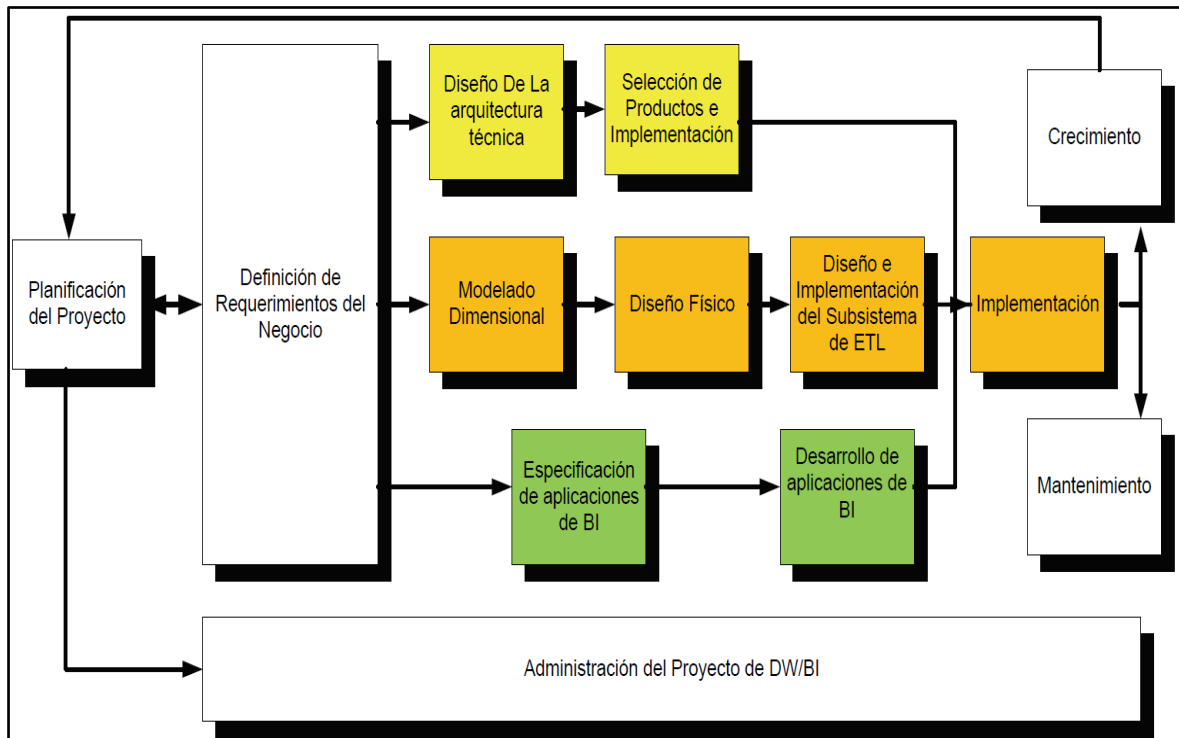 Planificación
del Proyecto
Definición de
Requerimientos del
Negocio
Diseño De La
arquitectura
técnica
Selección de
Productos e
Implementación
Modelado
Dimensional
Diseño Físico
Diseño e
Implementación
del Subsistema
de ETL
Implementación
Especificación
de aplicaciones
de BI
Desarrollo de
aplicaciones de
BI
Crecimiento
Mantenimiento
Administración del Proyecto de DW/BI